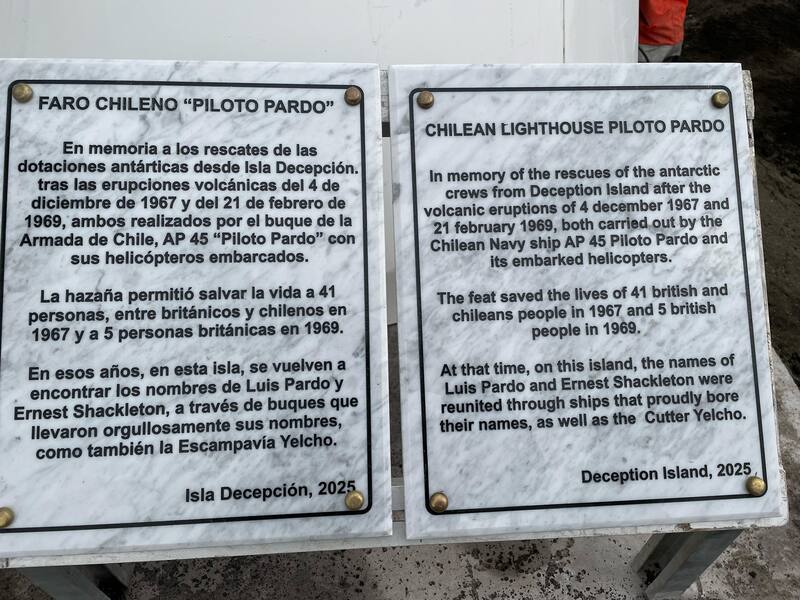 FARO CHILENO “PILOTO PARDO”
En memoria a los rescates de las
dotaciones antárticas desde Isla Decepción.
tras las erupciones volcánicas del 4 de
diciembre de 1967 y del 21 de febrero de
1969, ambos realizados por el buque de la
Armada de Chile, AP 45 “Piloto Pardo” con
sus helicópteros embarcados.
La hazaña permitió salvar la vida a 41
personas, entre británicos y chilenos en
1967 y a 5 personas británicas en 1969.
En esos años, en esta isla, se vuelven a
encontrar los nombres de Luis Pardo y
Ernest Shackleton, a través de buques que
llevaron orgullosamente sus nombres,
como también la Escampavía Yelcho.
Isla Decepción, 2025
CHILEAN LIGHTHOUSE PILOTO PARDO
In memory of the rescues of the antarctic
crews from Deception Island after the
volcanic eruptions of 4 december 1967 and
21 february 1969, both carried out by the
Chilean Navy ship AP 45 Piloto Pardo and
its embarked helicopters.
The feat saved the lives of 41 british and
chileans people in 1967 and 5 british
people in 1969.
At that time, on this island, the names of
Luis Pardo and Ernest Shackleton were
reunited through ships that proudly bore
their names, as well as the Cutter Yelcho.
Deception Island, 2025